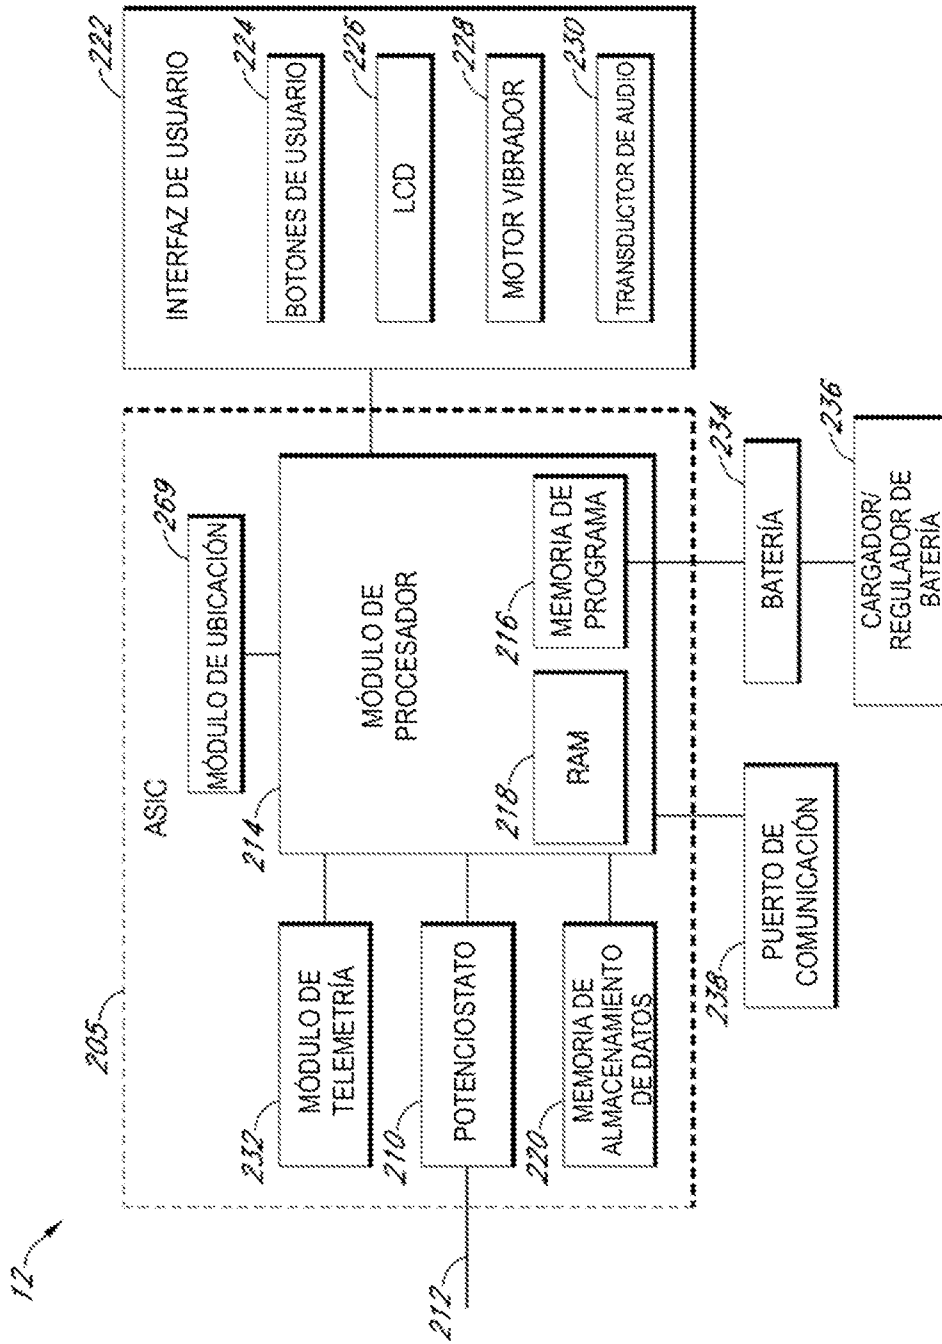 12
205
ASIC
MÓDULO DE UBICACIÓN
269
232
MÓDULO DE
TELEMETRÍA
214
MÓDULO DE
PROCESADOR
210
POTENCIOSTATO
212
220
MEMORIA DE
ALMACENAMIENTO
DE DATOS
218
RAM
216
MEMORIA DE
PROGRAMA
222
INTERFAZ DE USUARIO
224
BOTONES DE USUARIO
226
LCD
228
MOTOR VIBRADOR
230
TRANSDUCTOR DE AUDIO
238
PUERTO DE
COMUNICACIÓN
234
BATERÍA
236
CARGADOR/
REGULADOR DE
BATERÍA